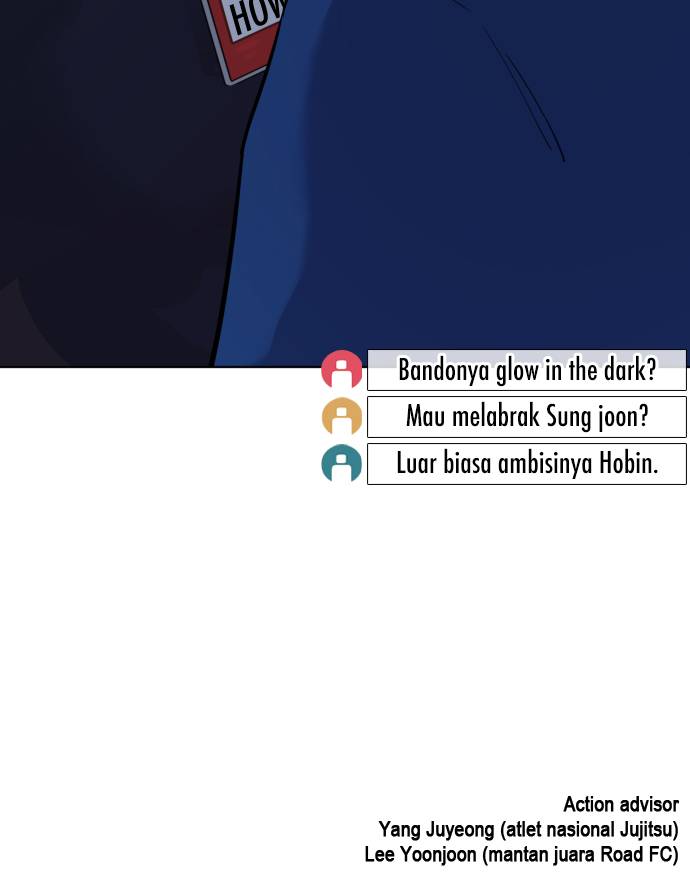 HOW
Bandonya glow in the dark?
Mau melabrak Sung joon?
Luar biasa ambisinya Hobin.
Action advisor
Yang Juyeong (atlet nasional Jujitsu)
Lee Yoonjoon (mantan juara Road FC)